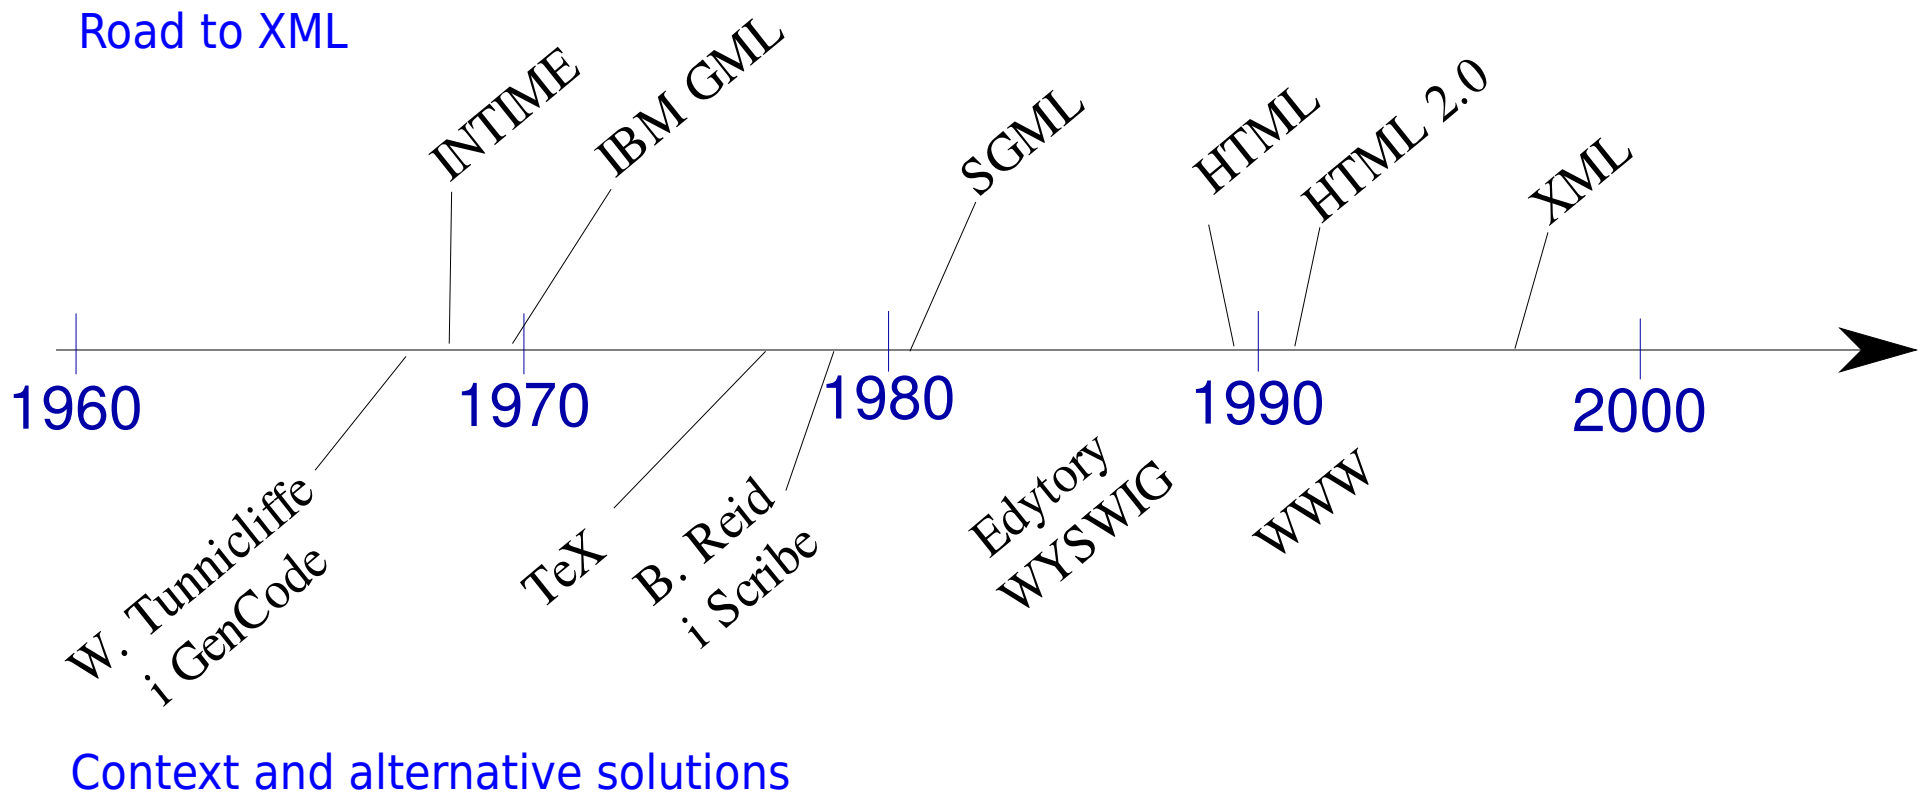 Road to XML
INTIME
IBM GML
SGML
HTML
HTML 2.0
XML
1960
1970
1980
1990
2000
W. Tunnicliffe
i GenCode
TeX
B. Reid
i Scribe
Edytory
WYSWIG
WWW
Context and alternative solutions